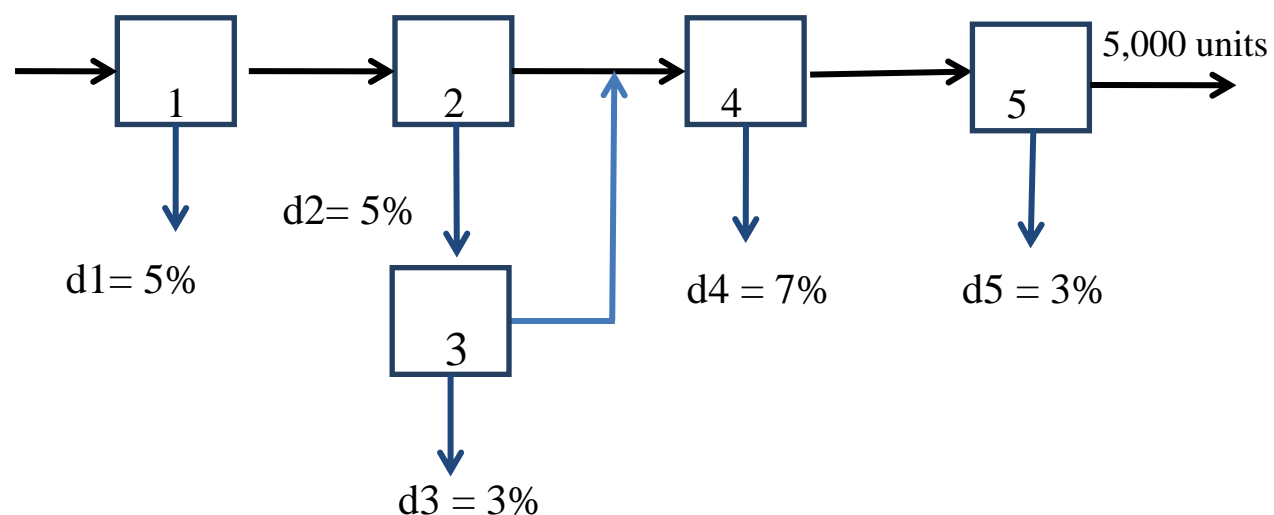 5,000 units
1
2
4
5
d2= 5%
d1= 5%
d4 = 7%
d5 = 3%
3
d3 = 3%